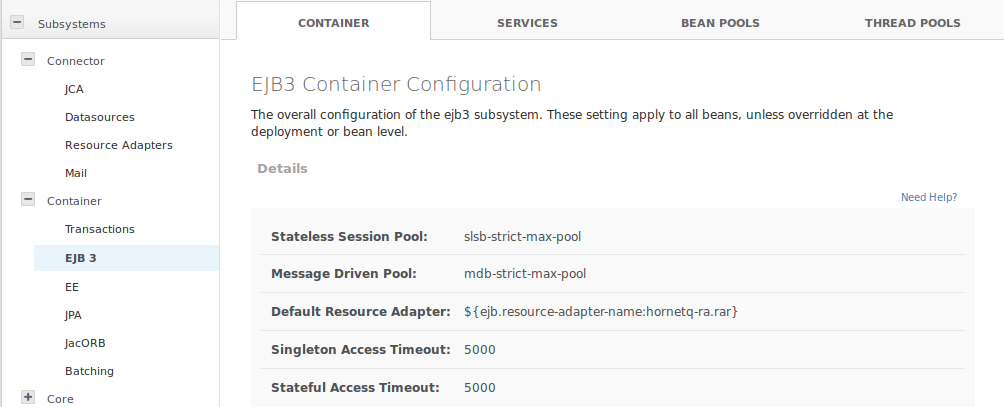 Subsystems
Connector
JCA
Datasources
Resource Adapters
Mail
Container
Transactions
EJB 3
EE
JPA
JacORB
Batching
Core
CONTAINER SERVICES BEAN POOLS THREAD POOLS
EJB3 Container Configuration
The overall configuration of the ejb3 subsystem. These setting apply to all beans, unless overridden at the
deployment or bean level.
Details
Need Help?
Stateless Session Pool: slsb-strict-max-pool
Message Driven Pool: mdb-strict-max-pool
Default Resource Adapter: ${ejb.resource-adapter-name:hornetq-ra.rar}
Singleton Access Timeout: 5000
Stateful Access Timeout: 5000